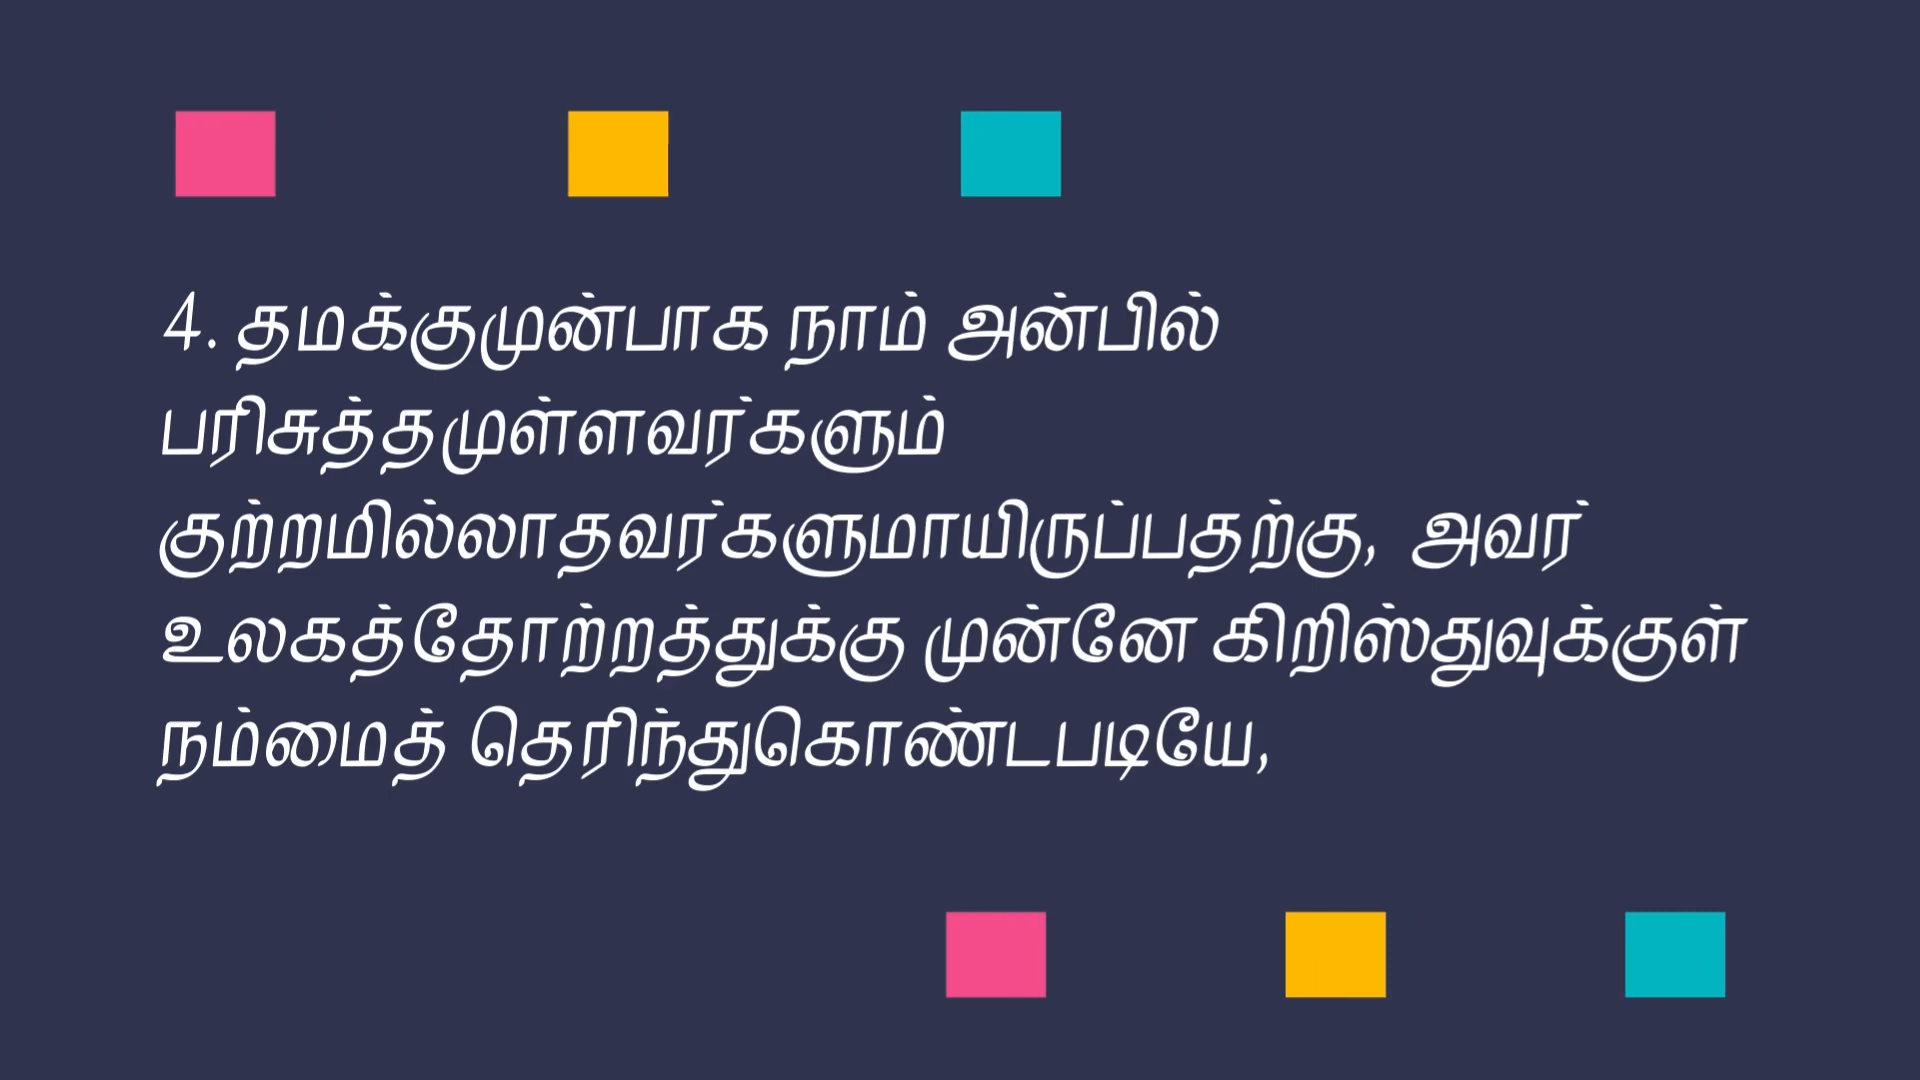 4. தமக்குமுன்பாக நாம் அன்பில்
பரிசுத்தமுள்ளவர்களும்
குற்றமில்லாதவர்களுமாயிருப்பதற்கு, அவர்
உலகத்தோற்றத்துக்கு முன்னே கிறிஸ்துவுக்குள்
நம்மைத் தெரிந்துகொண்டபடியே,